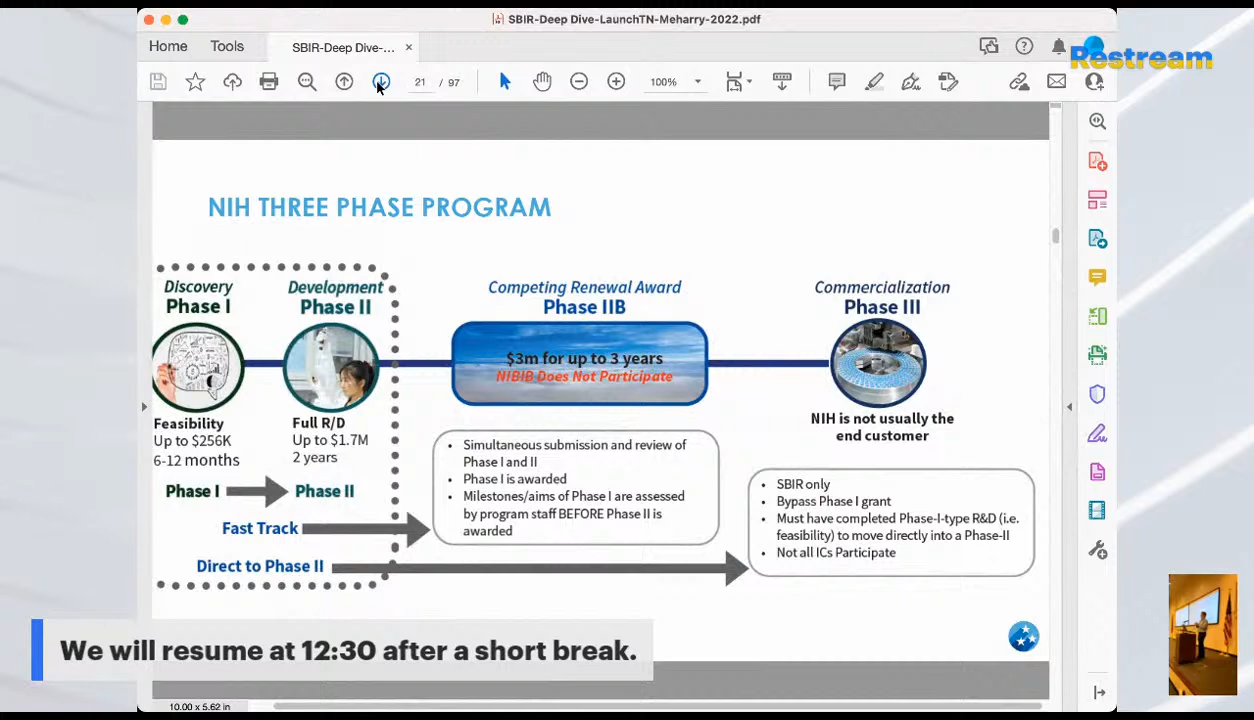 SBIR-Deep Dive-LaunchTN-Meharry-2022.pdf
Home
Tools
SBIR-Deep Dive-...
Restream
21 / 97
100%
NIH THREE PHASE PROGRAM
Discovery
Phase I
Development
Phase II
Competing Renewal Award
Phase IIB
Commercialization
Phase III
$3m for up to 3 years
NIBIB Does Not Participate
Feasibility
Up to $256K
6-12 months
Full R/D
Up to $1.7M
2 years
NIH is not usually the
end customer
Phase I
Phase II
Fast Track
Direct to Phase II
• Simultaneous submission and review of
Phase I and II
• Phase I is awarded
• Milestones/aims of Phase I are assessed
by program staff BEFORE Phase II is
awarded
• SBIR only
• Bypass Phase I grant
• Must have completed Phase-I-type R&D (i.e.
feasibility) to move directly into a Phase-II
• Not all ICs Participate
We will resume at 12:30 after a short break.
10.00 x 5.62 in